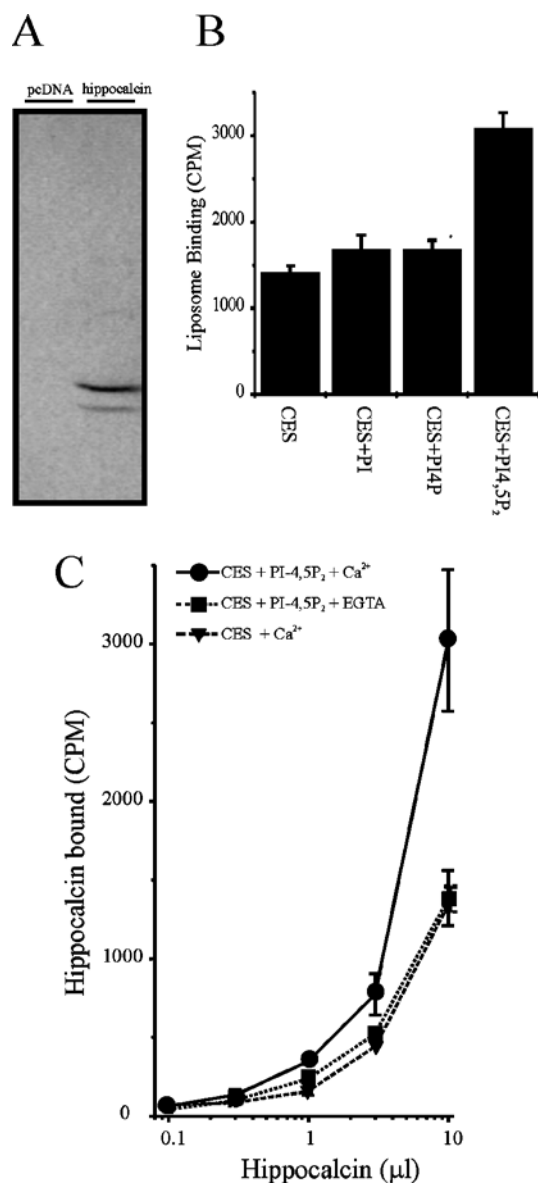 A
pcDNA hippocalcin
B
Liposome Binding (CPM)
3000
2000
1000
0
CES
CES+PI
CES+PI4P
CES+PI4,5P₂
C
CES + PI-4,5P₂ + Ca²⁺
CES + PI-4,5P₂ + EGTA
CES + Ca²⁺
Hippocalcin bound (CPM)
3000
2000
1000
0
0.1 1 10
Hippocalcin (μl)